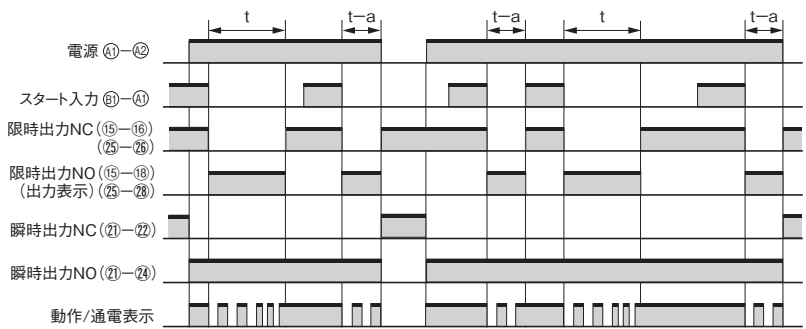 t t−a t−a t t−a
電源 Ⓐ1−Ⓐ2
スタート入力 Ⓑ1−Ⓐ1
限時出力NC(⑮−⑯)
(㉕−㉖)
限時出力NO(⑮−⑱)
(出力表示)(㉕−㉘)
瞬時出力NC(㉑−㉒)
瞬時出力NO(㉑−㉔)
動作/通電表示